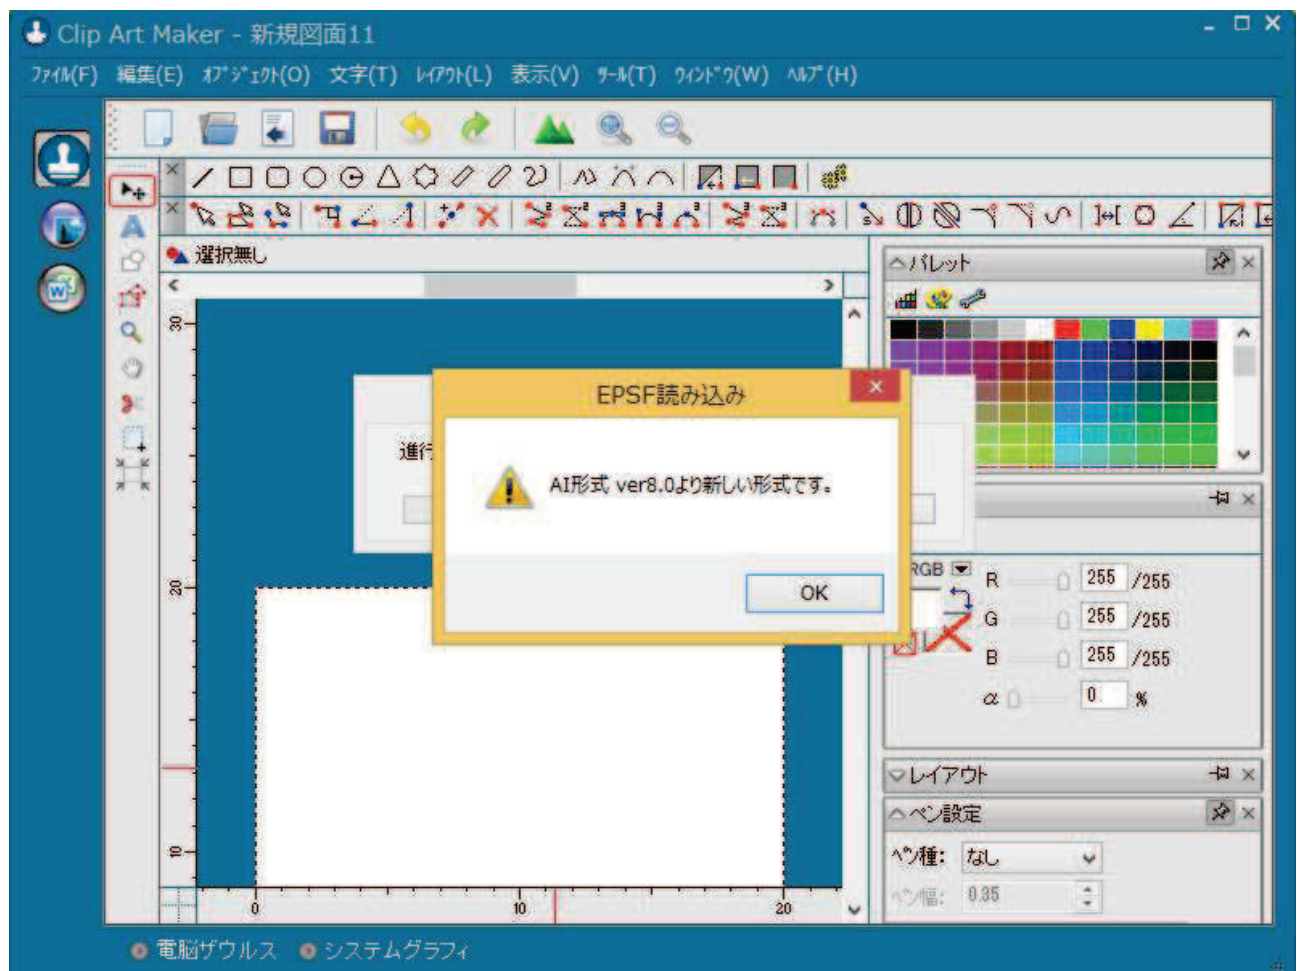 Clip Art Maker - 新規図面11
ﾌｧｲﾙ(F) 編集(E) ｵﾌﾞｼﾞｪｸﾄ(O) 文字(T) ﾚｲｱｳﾄ(L) 表示(V) ﾂｰﾙ(T) ｳｨﾝﾄﾞｳ(W) ﾍﾙﾌﾟ(H)
選択無し
パレット
30
EPSF読み込み
進行
AI形式 ver8.0より新しい形式です。
OK
RGB
R 255 /255
G 255 /255
B 255 /255
α 0 %
20
レイアウト
ペン設定
ﾍﾟﾝ種: なし
ﾍﾟﾝ幅: 0.35
10
0 10 20
電脳ザウルス システムグラフィ